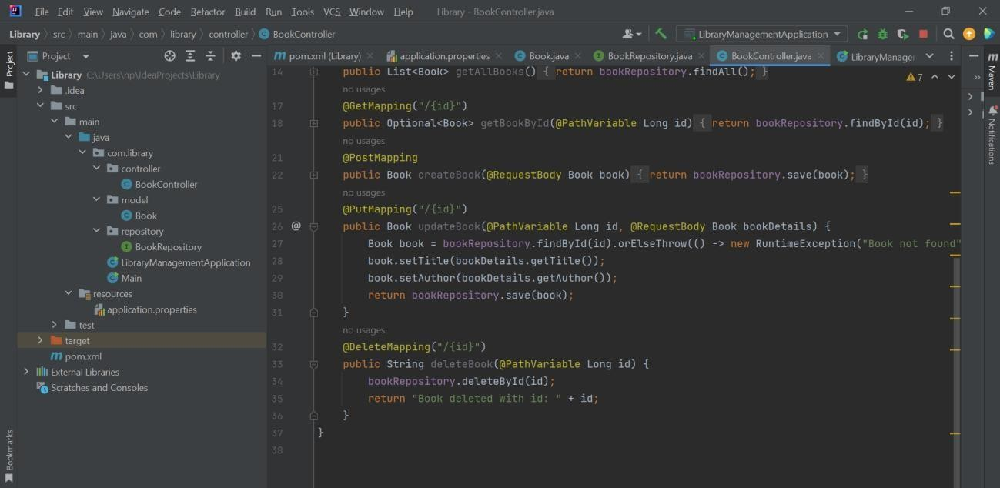 File Edit View Navigate Code Refactor Build Run Tools VCS Window Help Library - BookController.java
Library src main java com library controller BookController LibraryManagementApplication
Project
Project
pom.xml (Library) application.properties Book.java BookRepository.java BookController.java LibraryManager
Library C:\Users\hp\IdeaProjects\Library
.idea
src
main
java
com.library
controller
BookController
model
Book
repository
BookRepository
LibraryManagementApplication
Main
resources
application.properties
test
target
pom.xml
External Libraries
Scratches and Consoles
Bookmarks
7
14 public List<Book> getAllBooks() { return bookRepository.findAll(); }
no usages
17 @GetMapping("/{id}")
18 public Optional<Book> getBookById(@PathVariable Long id) { return bookRepository.findById(id); }
no usages
21 @PostMapping
22 public Book createBook(@RequestBody Book book) { return bookRepository.save(book); }
no usages
25 @PutMapping("/{id}")
26 @ public Book updateBook(@PathVariable Long id, @RequestBody Book bookDetails) {
27 Book book = bookRepository.findById(id).orElseThrow(() -> new RuntimeException("Book not found"
28 book.setTitle(bookDetails.getTitle());
29 book.setAuthor(bookDetails.getAuthor());
30 return bookRepository.save(book);
31 }
no usages
32 @DeleteMapping("/{id}")
33 public String deleteBook(@PathVariable Long id) {
34 bookRepository.deleteById(id);
35 return "Book deleted with id: " + id;
36 }
37 }
38
Maven
Notifications